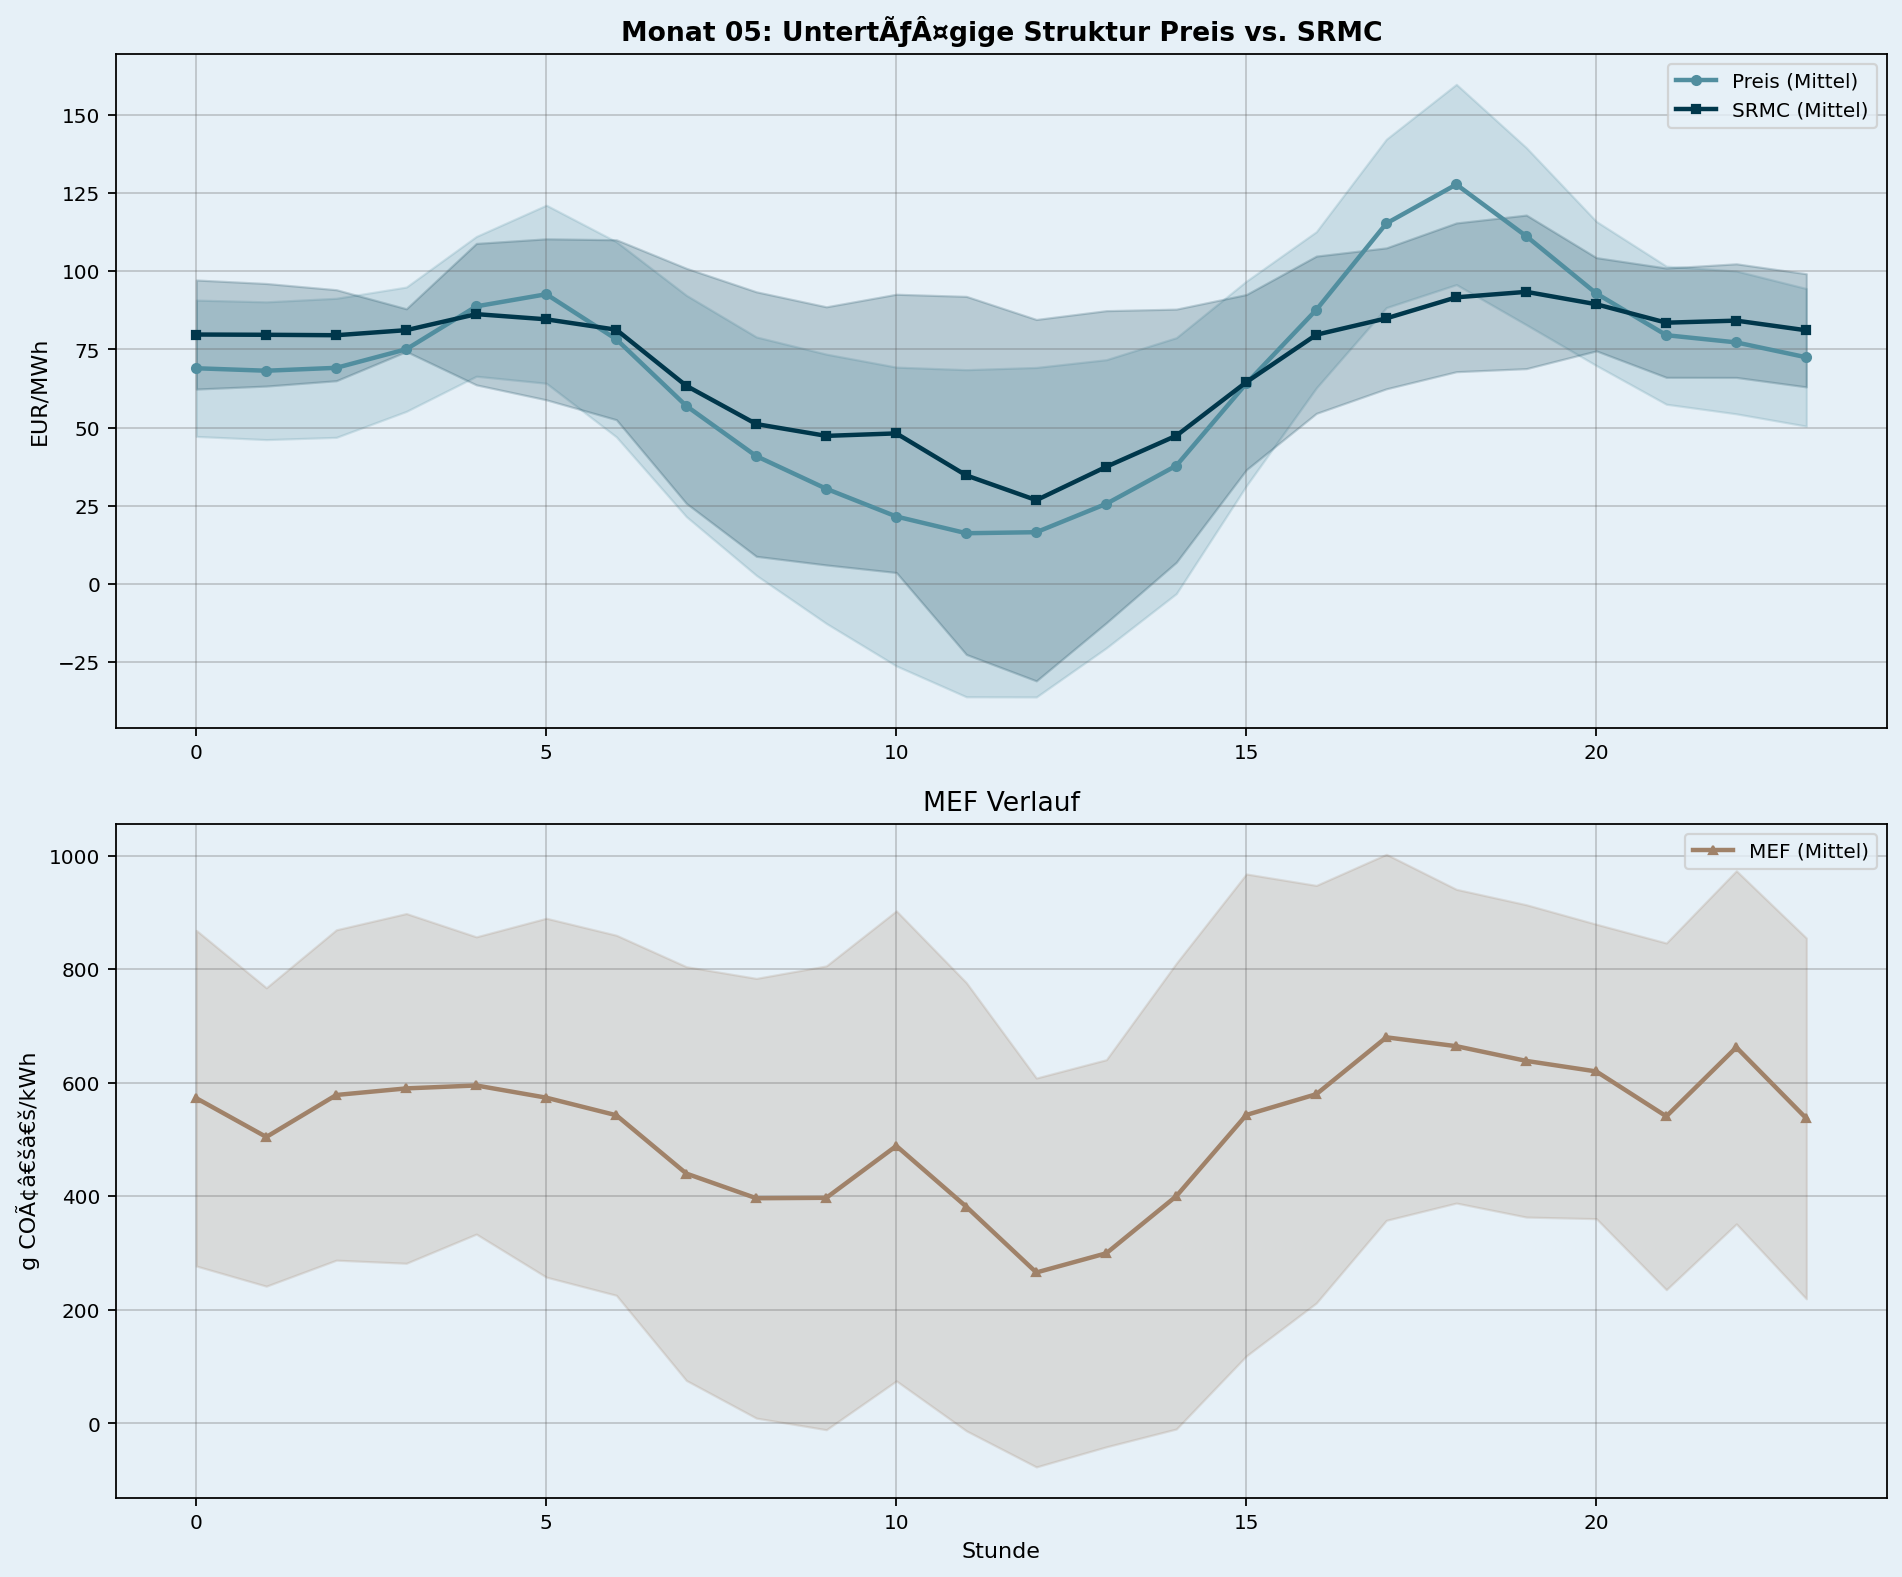 Monat 05: UntertÃƒÂ¤gige Struktur Preis vs. SRMC
Preis (Mittel)
SRMC (Mittel)
EUR/MWh
150
125
100
75
50
25
0
−25
0 5 10 15 20
MEF Verlauf
MEF (Mittel)
g COÃ¢â€šâ€š/kWh
1000
800
600
400
200
0
0 5 10 15 20
Stunde